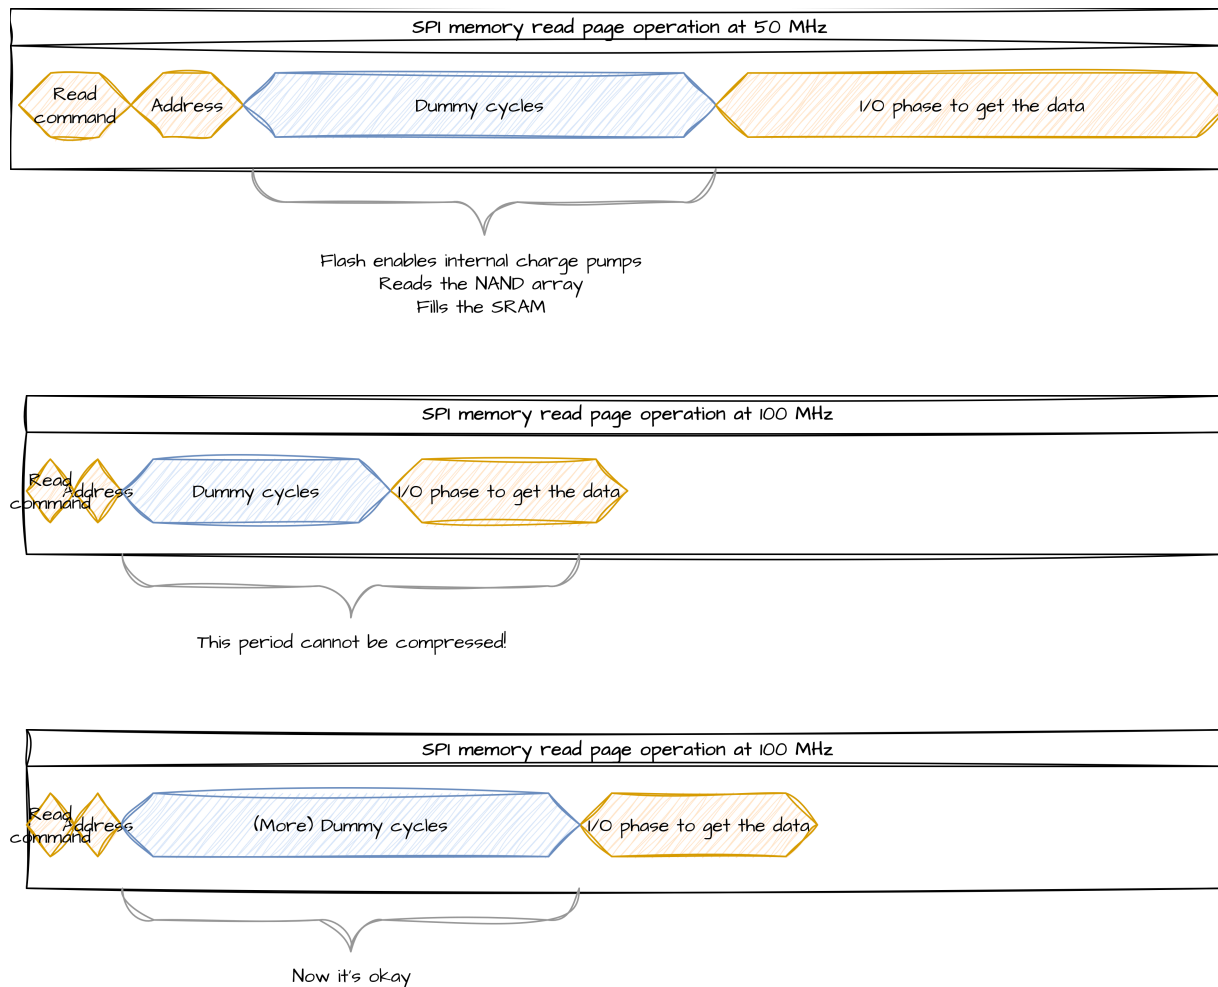 SPI memory read page operation at 50 MHz
Read
command
Address
Dummy cycles
I/O phase to get the data
Flash enables internal charge pumps
Reads the NAND array
Fills the SRAM
SPI memory read page operation at 100 MHz
Read
command
Address
Dummy cycles
I/O phase to get the data
This period cannot be compressed!
SPI memory read page operation at 100 MHz
Read
command
Address
(More) Dummy cycles
I/O phase to get the data
Now it's okay